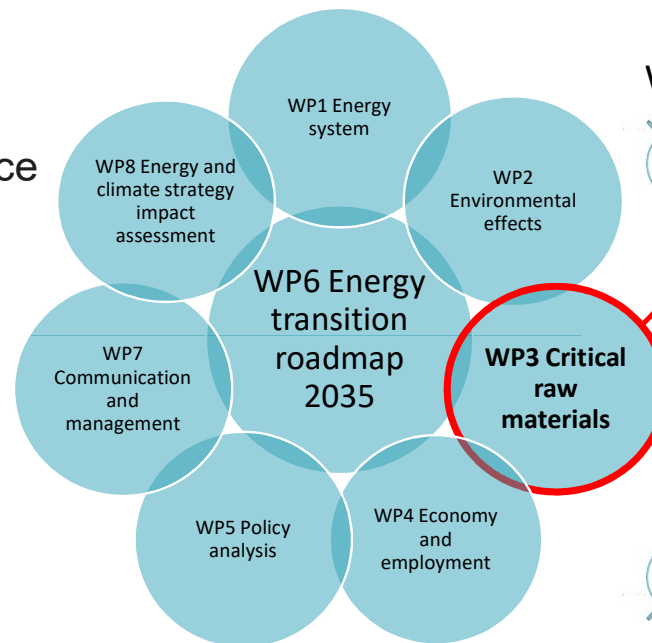 WP1 Energy
system
WP8 Energy and
climate strategy
impact
assessment
WP2
Environmental
effects
WP6 Energy
transition
roadmap
2035
WP7
Communication
and
management
WP3 Critical
raw
materials
WP5 Policy
analysis
WP4 Economy
and
employment